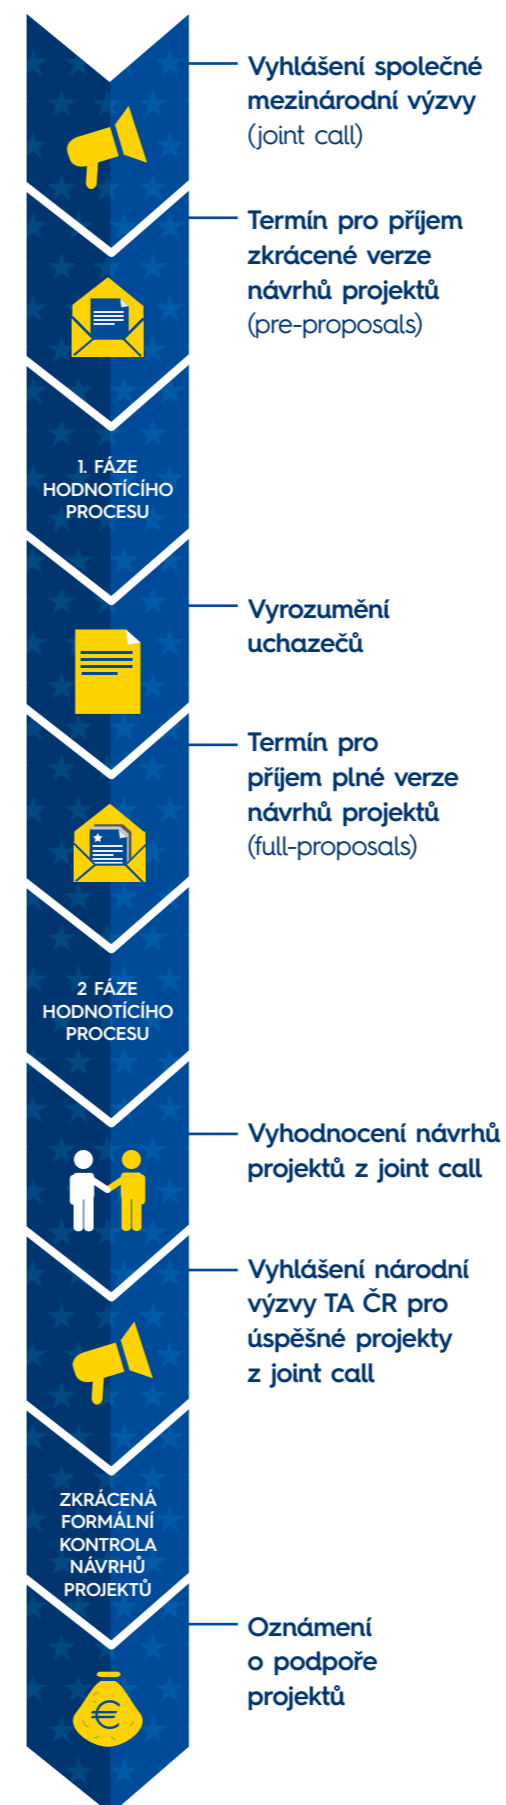 Vyhlášení společné
mezinárodní výzvy
(joint call)
Termín pro příjem
zkrácené verze
návrhů projektů
(pre-proposals)
1. FÁZE
HODNOTÍCÍHO
PROCESU
Vyrozumění
uchazečů
Termín pro
příjem plné verze
návrhů projektů
(full-proposals)
2 FÁZE
HODNOTÍCÍHO
PROCESU
Vyhodnocení návrhů
projektů z joint call
Vyhlášení národní
výzvy TA ČR pro
úspěšné projekty
z joint call
ZKRÁCENÁ
FORMÁLNÍ
KONTROLA
NÁVRHŮ
PROJEKTŮ
Oznámení
o podpoře
projektů
€